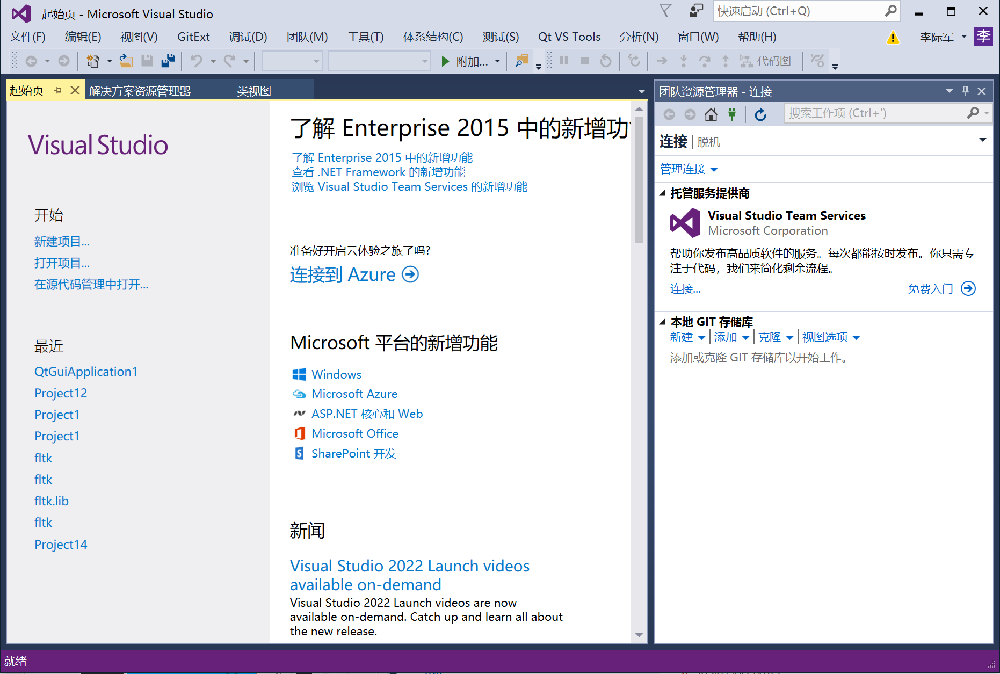 起始页 - Microsoft Visual Studio
快速启动 (Ctrl+Q)
文件(F) 编辑(E) 视图(V) GitExt 调试(D) 团队(M) 工具(T) 体系结构(C) 测试(S) Qt VS Tools 分析(N) 窗口(W) 帮助(H) 李际军 李
附加... 代码图
起始页 解决方案资源管理器 类视图
Visual Studio
开始
新建项目...
打开项目...
在源代码管理中打开...
最近
QtGuiApplication1
Project12
Project1
Project1
fltk
fltk
fltk.lib
fltk
Project14
了解 Enterprise 2015 中的新增功
了解 Enterprise 2015 中的新增功能
查看 .NET Framework 的新增功能
浏览 Visual Studio Team Services 的新增功能
准备好开启云体验之旅了吗?
连接到 Azure
Microsoft 平台的新增功能
Windows
Microsoft Azure
ASP.NET 核心和 Web
Microsoft Office
SharePoint 开发
新闻
Visual Studio 2022 Launch videos
available on-demand
Visual Studio 2022 Launch videos are now
available on-demand. Catch up and learn all about
the new release.
团队资源管理器 - 连接
搜索工作项 (Ctrl+')
连接 | 脱机
管理连接
托管服务提供商
Visual Studio Team Services
Microsoft Corporation
帮助你发布高品质软件的服务。每次都能按时发布。你只需专
注于代码，我们来简化剩余流程。
连接... 免费入门
本地 GIT 存储库
新建 添加 克隆 视图选项
添加或克隆 GIT 存储库以开始工作。
就绪